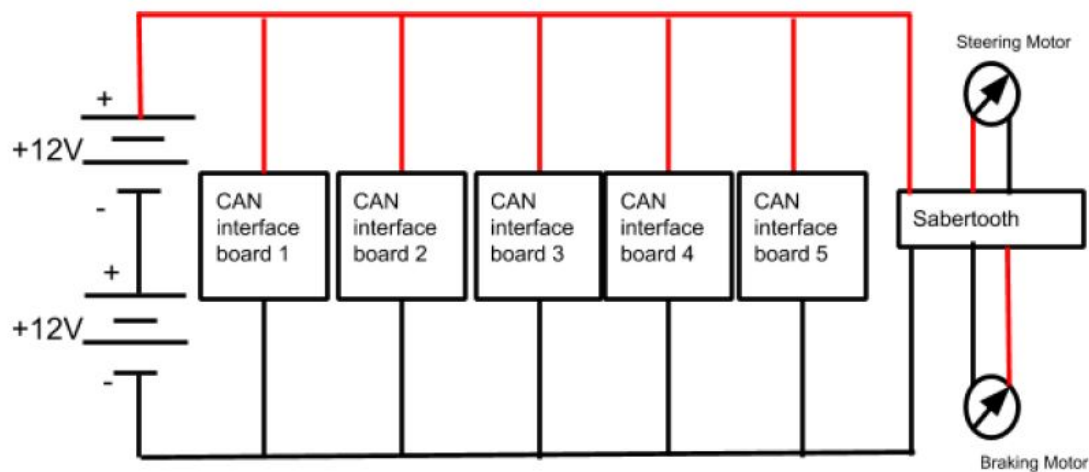 Steering Motor
+
+12V
-
CAN
interface
board 1
CAN
interface
board 2
CAN
interface
board 3
CAN
interface
board 4
CAN
interface
board 5
Sabertooth
+
+12V
-
Braking Motor